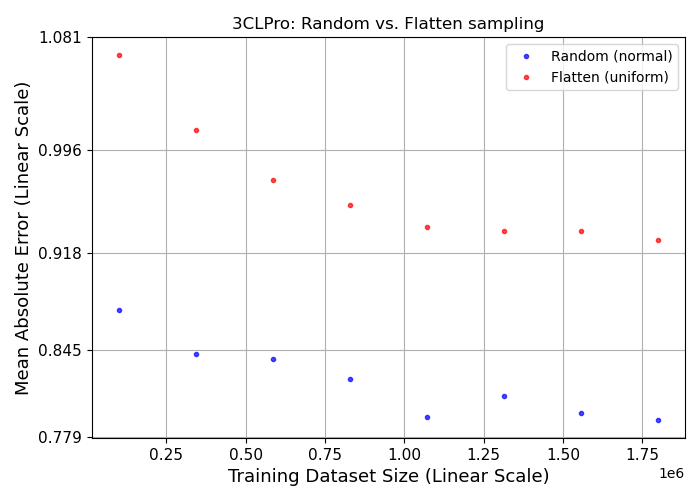 3CLPro: Random vs. Flatten sampling
1.081
0.996
0.918
0.845
0.779
Mean Absolute Error (Linear Scale)
Random (normal)
Flatten (uniform)
0.25 0.50 0.75 1.00 1.25 1.50 1.75
1e6
Training Dataset Size (Linear Scale)